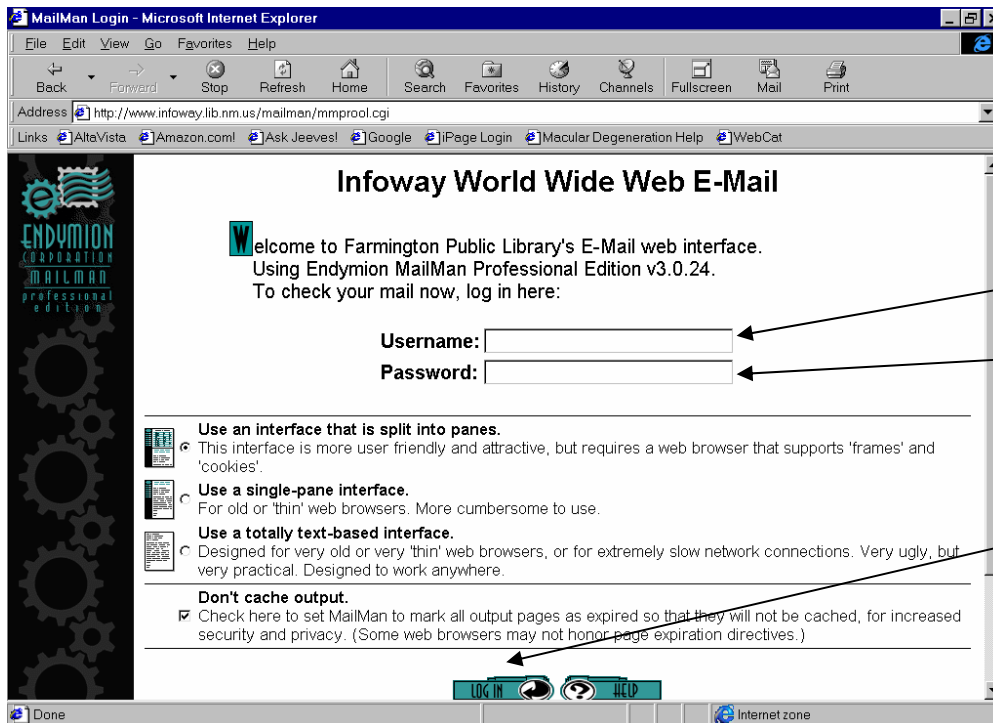 MailMan Login - Microsoft Internet Explorer
File Edit View Go Favorites Help
Back Forward Stop Refresh Home Search Favorites History Channels Fullscreen Mail Print
Address http://www.infoway.lib.nm.us/mailman/mmprool.cgi
Links AltaVista Amazon.com! Ask Jeeves! Google iPage Login Macular Degeneration Help WebCat
ENDYMION
CORPORATION
MAILMAN
professional
edition
Infoway World Wide Web E-Mail
Welcome to Farmington Public Library's E-Mail web interface.
Using Endymion MailMan Professional Edition v3.0.24.
To check your mail now, log in here:
Username:
Password:
Use an interface that is split into panes.
This interface is more user friendly and attractive, but requires a web browser that supports 'frames' and
'cookies'.
Use a single-pane interface.
For old or 'thin' web browsers. More cumbersome to use.
Use a totally text-based interface.
Designed for very old or very 'thin' web browsers, or for extremely slow network connections. Very ugly, but
very practical. Designed to work anywhere.
Don't cache output.
Check here to set MailMan to mark all output pages as expired so that they will not be cached, for increased
security and privacy. (Some web browsers may not honor page expiration directives.)
LOG IN ? HELP
Done Internet zone